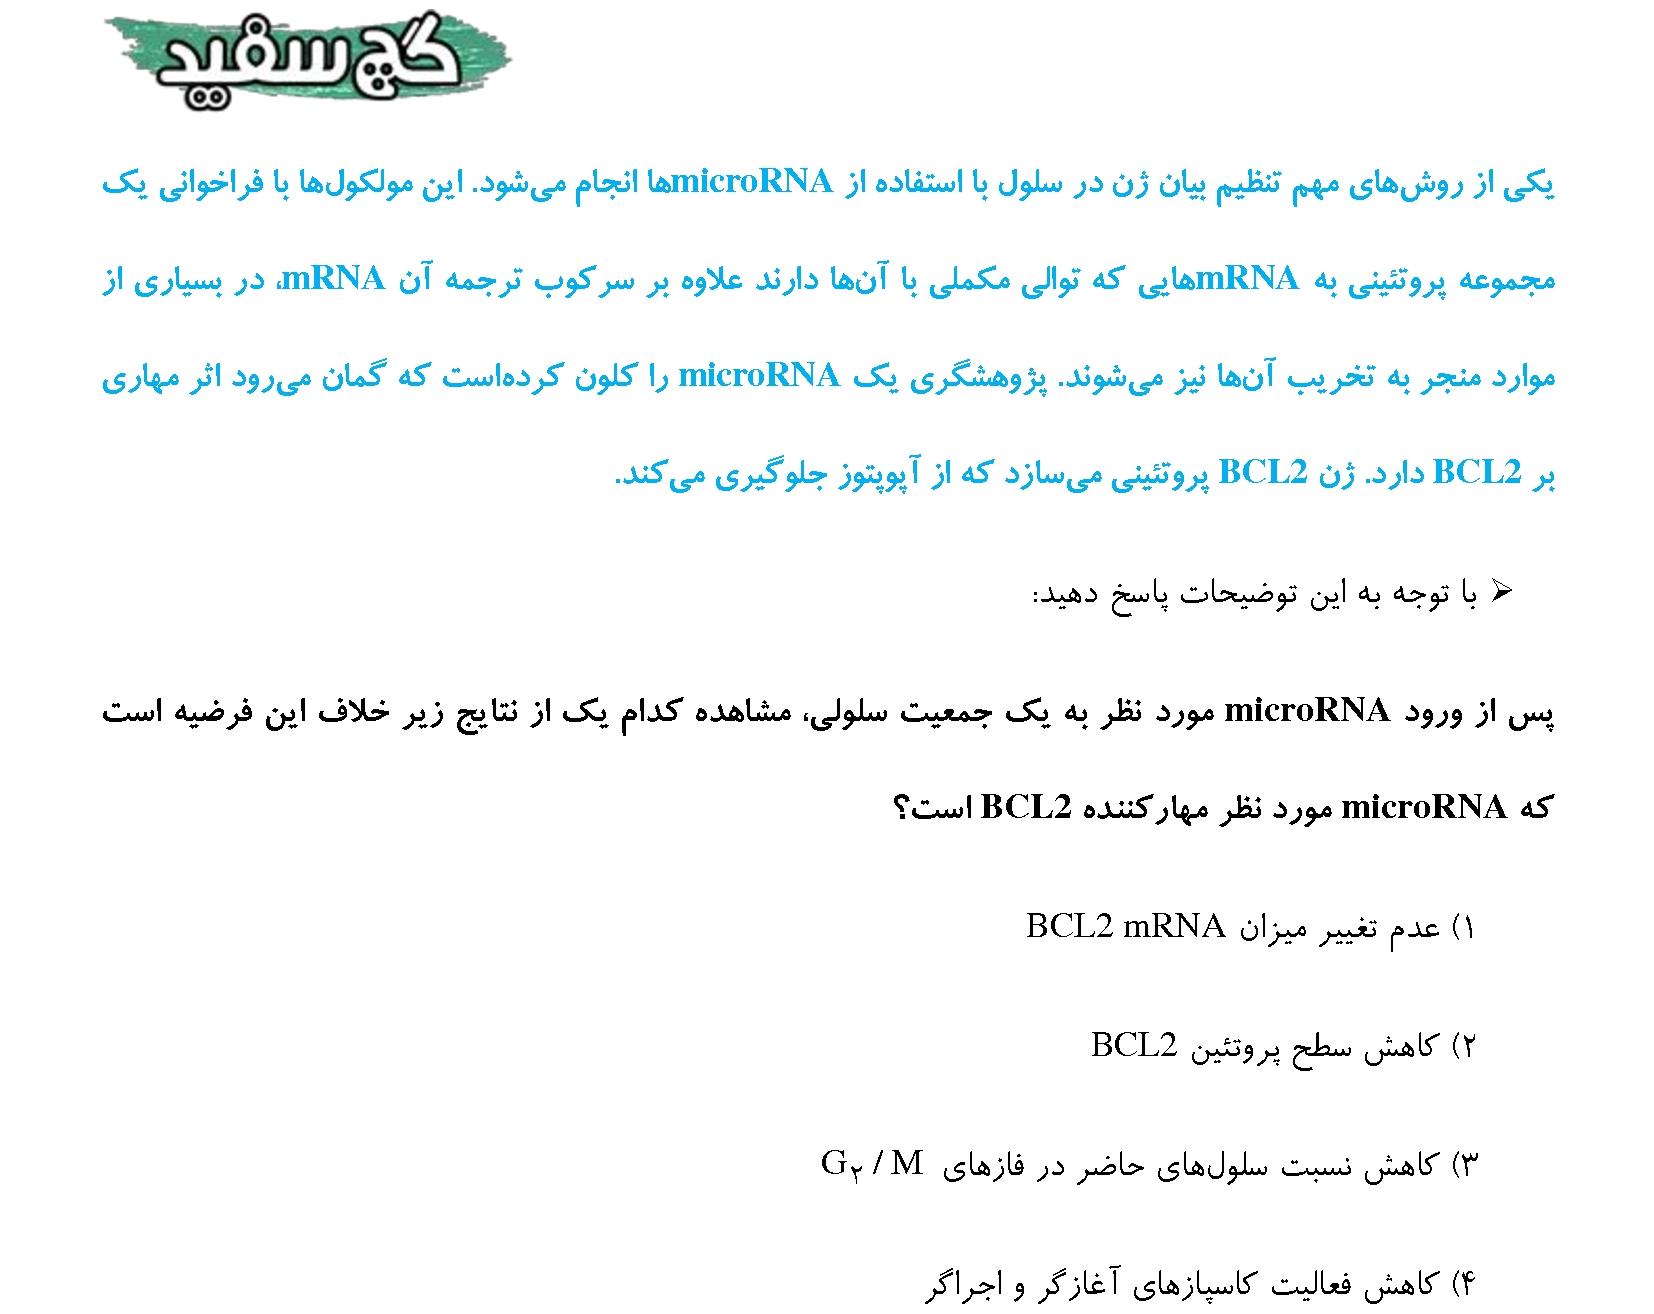 گچ سفید
یکی از روش‌های مهم تنظیم بیان ژن در سلول با استفاده از microRNAها انجام می‌شود. این مولکول‌ها با فراخوانی یک
مجموعه پروتئینی به mRNAهایی که توالی مکملی با آن‌ها دارند علاوه بر سرکوب ترجمه آن mRNA، در بسیاری از
موارد منجر به تخریب آن‌ها نیز می‌شوند. پژوهشگری یک microRNA را کلون کرده‌است که گمان می‌رود اثر مهاری
بر BCL2 دارد. ژن BCL2 پروتئینی می‌سازد که از آپوپتوز جلوگیری می‌کند.
➢ با توجه به این توضیحات پاسخ دهید:
پس از ورود microRNA مورد نظر به یک جمعیت سلولی، مشاهده کدام یک از نتایج زیر خلاف این فرضیه است
که microRNA مورد نظر مهارکننده BCL2 است؟
۱) عدم تغییر میزان BCL2 mRNA
۲) کاهش سطح پروتئین BCL2
۳) کاهش نسبت سلول‌های حاضر در فازهای G۲ / M
۴) کاهش فعالیت کاسپازهای آغازگر و اجراگر